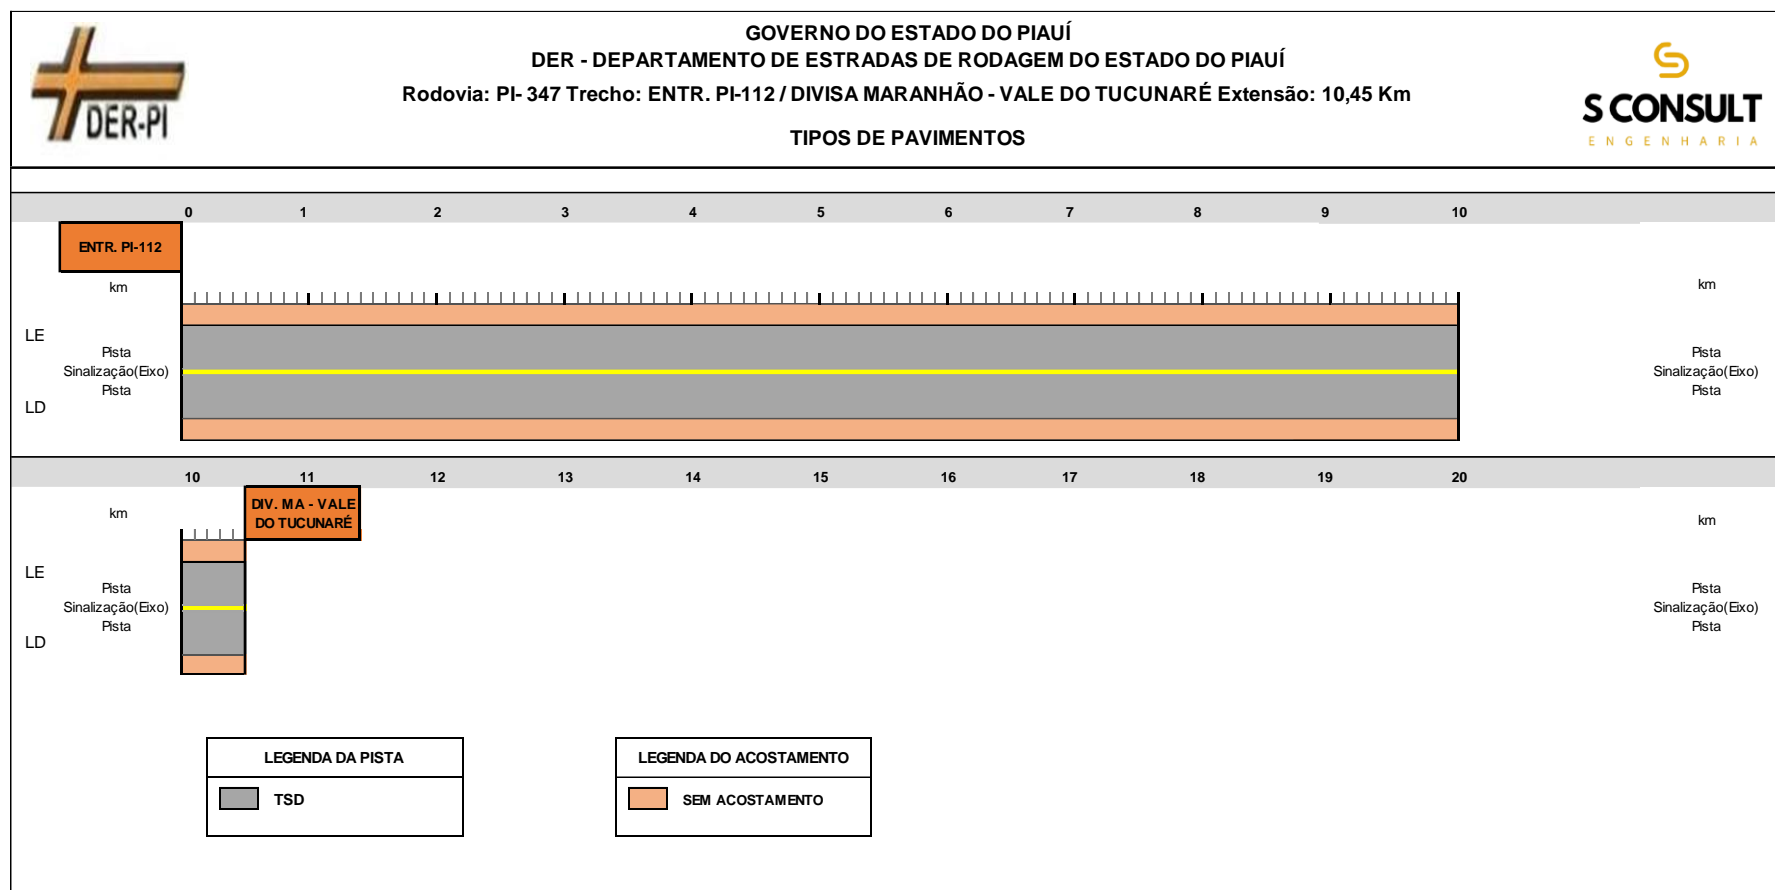 GOVERNO DO ESTADO DO PIAUÍ
DER - DEPARTAMENTO DE ESTRADAS DE RODAGEM DO ESTADO DO PIAUÍ
Rodovia: PI- 347 Trecho: ENTR. PI-112 / DIVISA MARANHÃO - VALE DO TUCUNARÉ Extensão: 10,45 Km
TIPOS DE PAVIMENTOS
DER-PI
S CONSULT
ENGENHARIA
0 1 2 3 4 5 6 7 8 9 10
ENTR. PI-112
km km
LE
Pista Pista
Sinalização(Eixo) Sinalização(Eixo)
Pista Pista
LD
10 11 12 13 14 15 16 17 18 19 20
DIV. MA - VALE
DO TUCUNARÉ
km km
LE
Pista Pista
Sinalização(Eixo) Sinalização(Eixo)
Pista Pista
LD
LEGENDA DA PISTA
TSD
LEGENDA DO ACOSTAMENTO
SEM ACOSTAMENTO